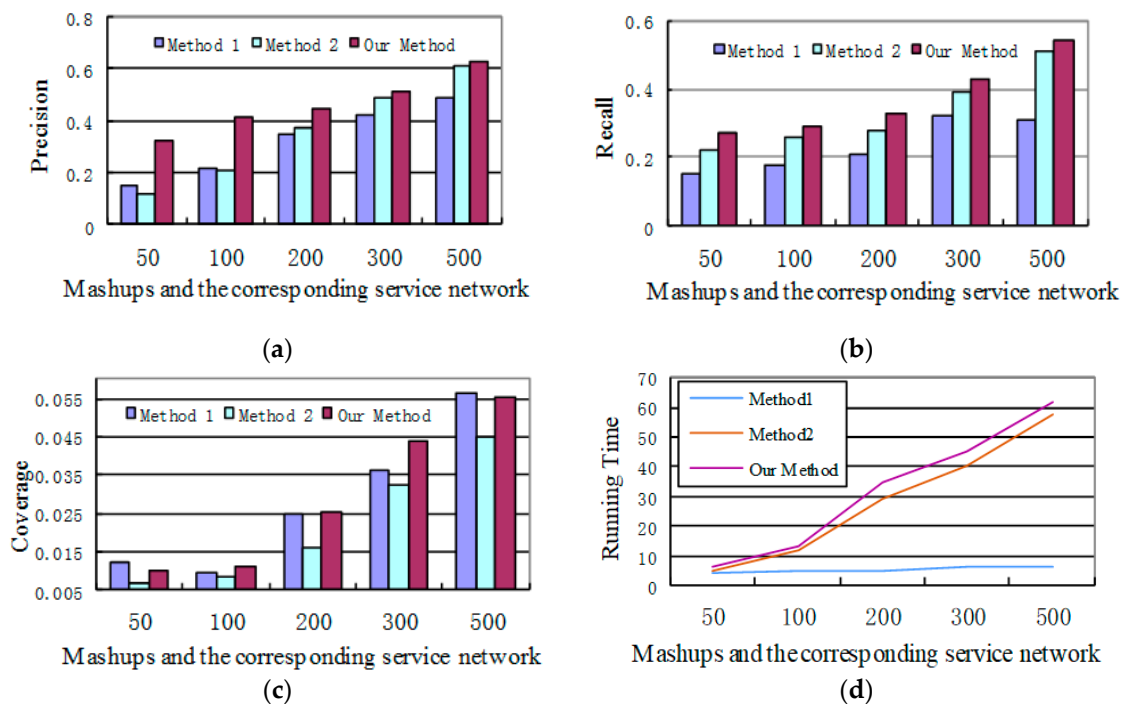 0.8
0.6
0.4
0.2
0
Precision
Method 1 Method 2 Our Method
50 100 200 300 500
Mashups and the corresponding service network
(a)
0.6
0.4
0.2
0
Recall
Method 1 Method 2 Our Method
50 100 200 300 500
Mashups and the corresponding service network
(b)
0.055
0.045
0.035
0.025
0.015
0.005
Coverage
Method 1 Method 2 Our Method
50 100 200 300 500
Mashups and the corresponding service network
(c)
70
60
50
40
30
20
10
0
Running Time
Method1
Method2
Our Method
50 100 200 300 500
Mashups and the corresponding service network
(d)